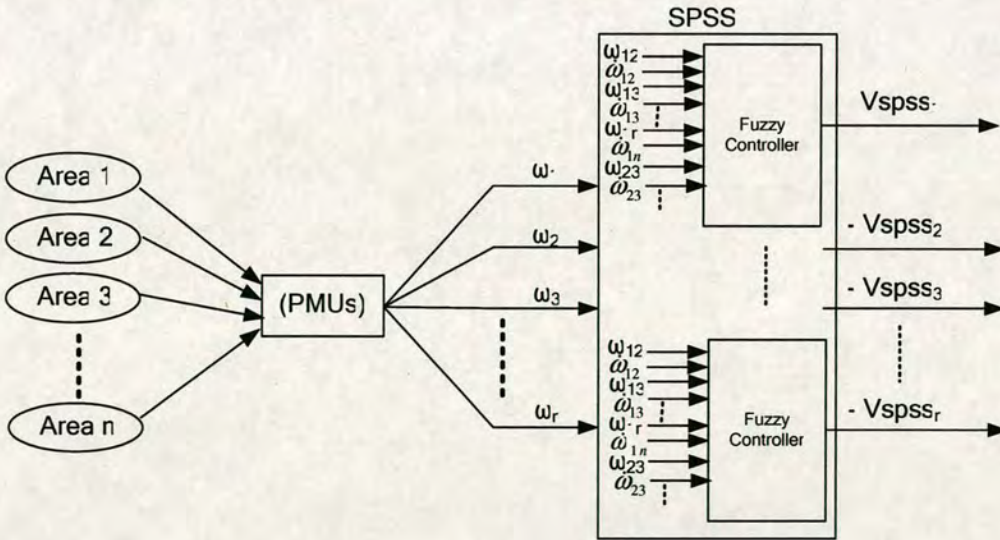 SPSS
ω12
ω̇12
ω13
ω̇13
ω·r
ω̇1n
ω23
ω̇23
Fuzzy
Controller
Vspss·
Area 1
Area 2
Area 3
Area n
(PMUs)
ω·
ω2
ω3
ωr
- Vspss2
- Vspss3
- Vspssr
ω12
ω̇12
ω13
ω̇13
ω·r
ω̇1n
ω23
ω̇23
Fuzzy
Controller